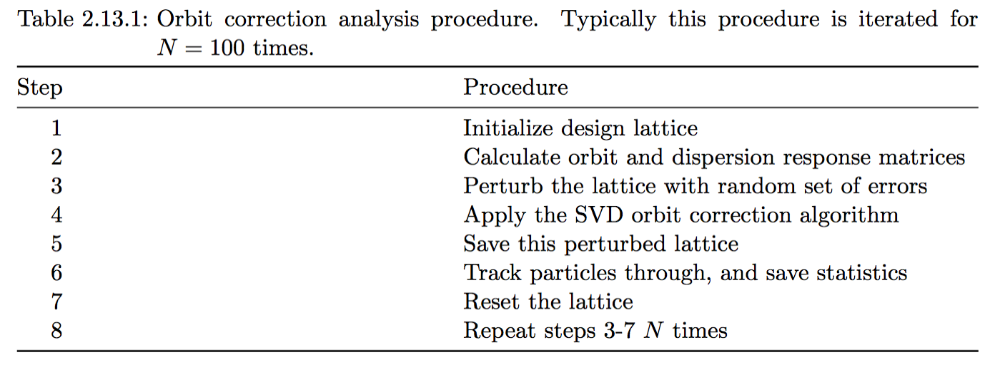 Table 2.13.1: Orbit correction analysis procedure. Typically this procedure is iterated for
N = 100 times.
Step Procedure
1 Initialize design lattice
2 Calculate orbit and dispersion response matrices
3 Perturb the lattice with random set of errors
4 Apply the SVD orbit correction algorithm
5 Save this perturbed lattice
6 Track particles through, and save statistics
7 Reset the lattice
8 Repeat steps 3-7 N times